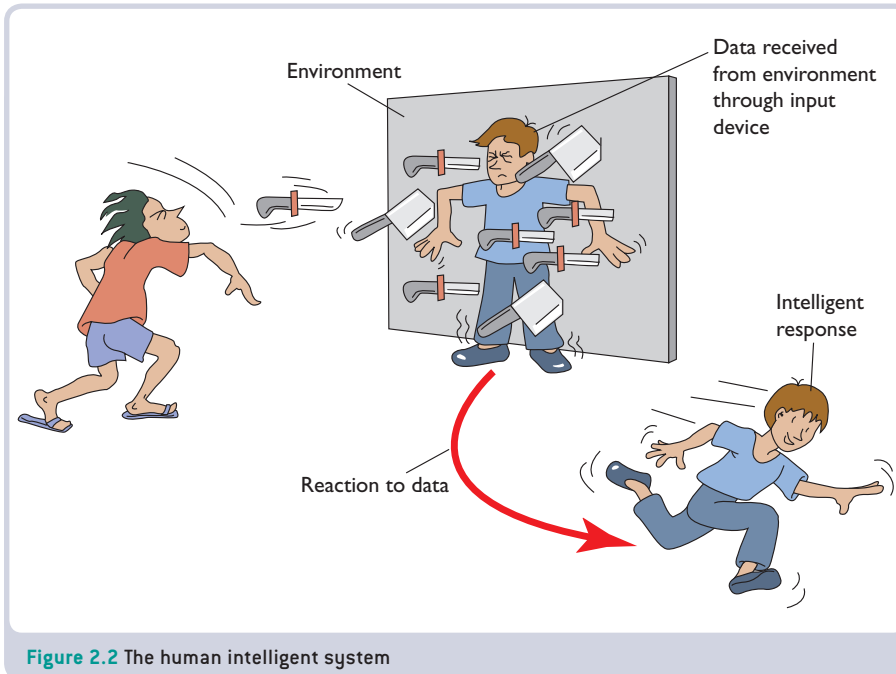 Environment
Data received
from environment
through input
device
Intelligent
response
Reaction to data
Figure 2.2 The human intelligent system